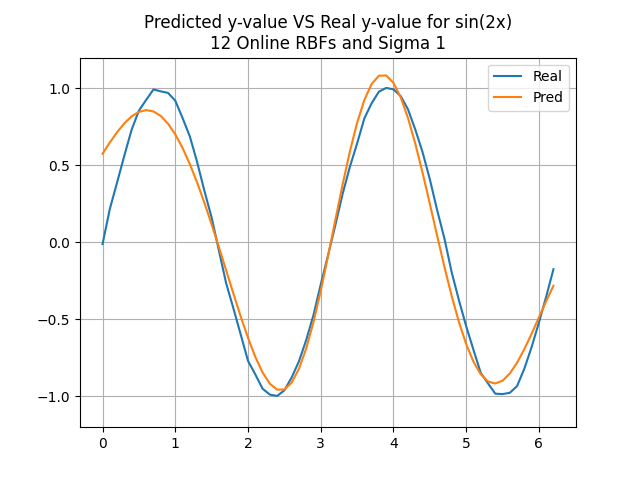 Predicted y-value VS Real y-value for sin(2x)
12 Online RBFs and Sigma 1
Real
Pred
1.0
0.5
0.0
−0.5
−1.0
0 1 2 3 4 5 6